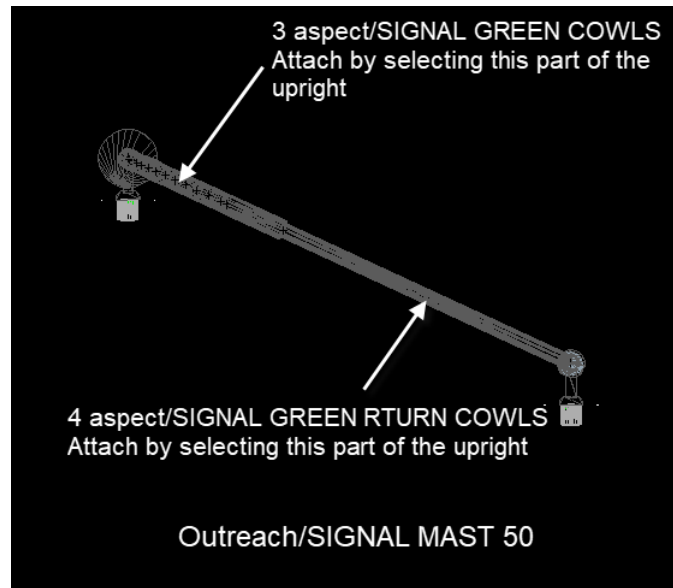 3 aspect/SIGNAL GREEN COWLS
Attach by selecting this part of the
upright
4 aspect/SIGNAL GREEN RTURN COWLS
Attach by selecting this part of the upright
Outreach/SIGNAL MAST 50